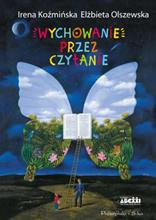 Irena Koźmińska Elżbieta Olszewska
WYCHOWANIE
PRZEZ
CZYTANIE